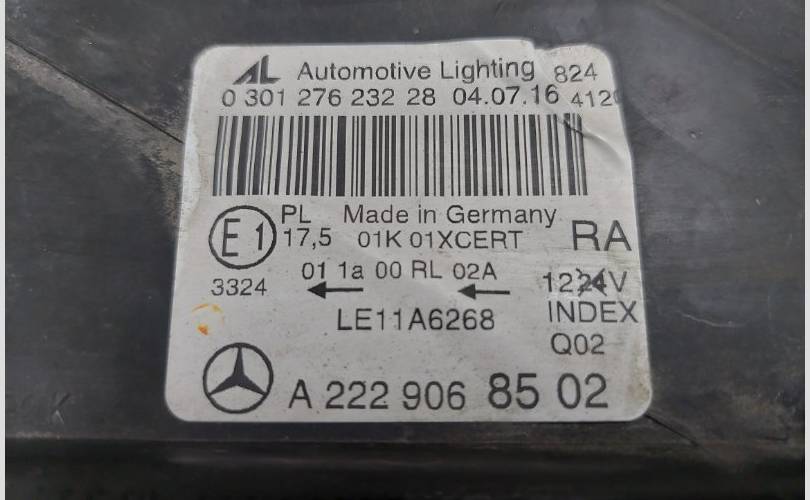 AL Automotive Lighting 824
0 301 276 232 28 04.07.16 4120
E1 PL Made in Germany RA
17,5 01K 01XCERT
3324 01 1a 00 RL 02A 1224V
LE11A6268 INDEX
Q02
A 222 906 85 02